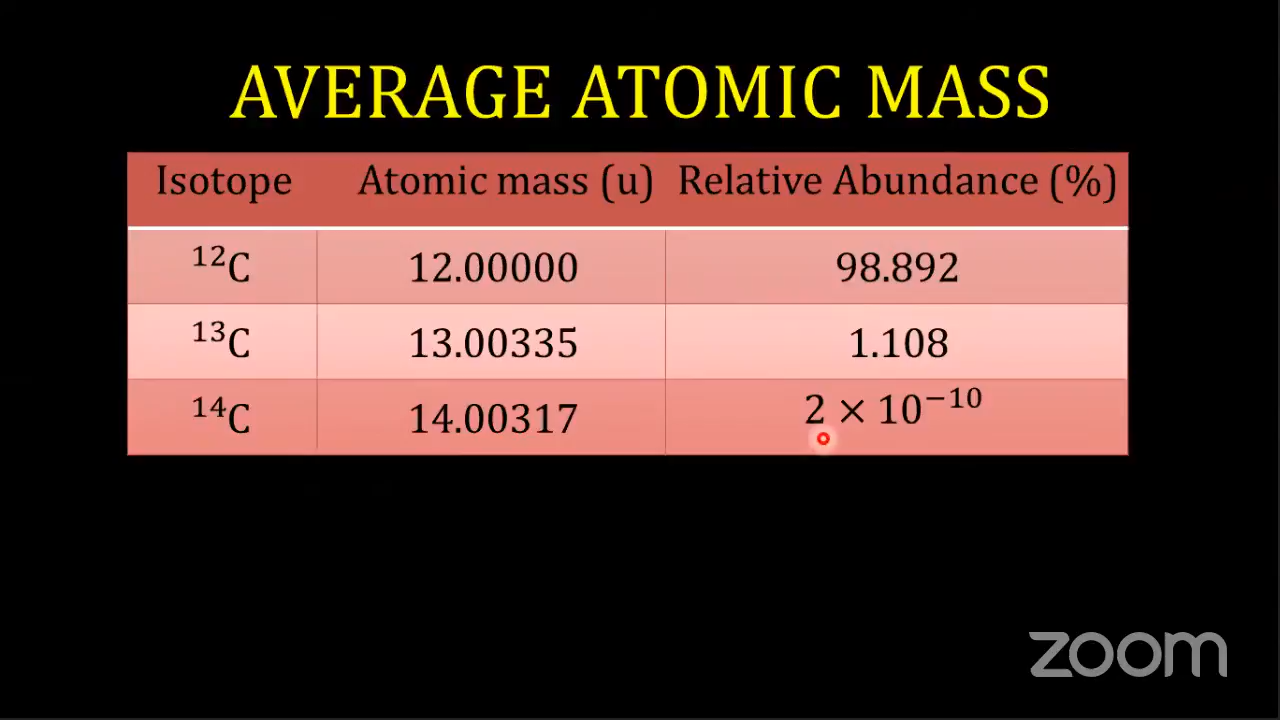 AVERAGE ATOMIC MASS
Isotope Atomic mass (u) Relative Abundance (%)
¹²C 12.00000 98.892
¹³C 13.00335 1.108
¹⁴C 14.00317 2 × 10⁻¹⁰
zoom